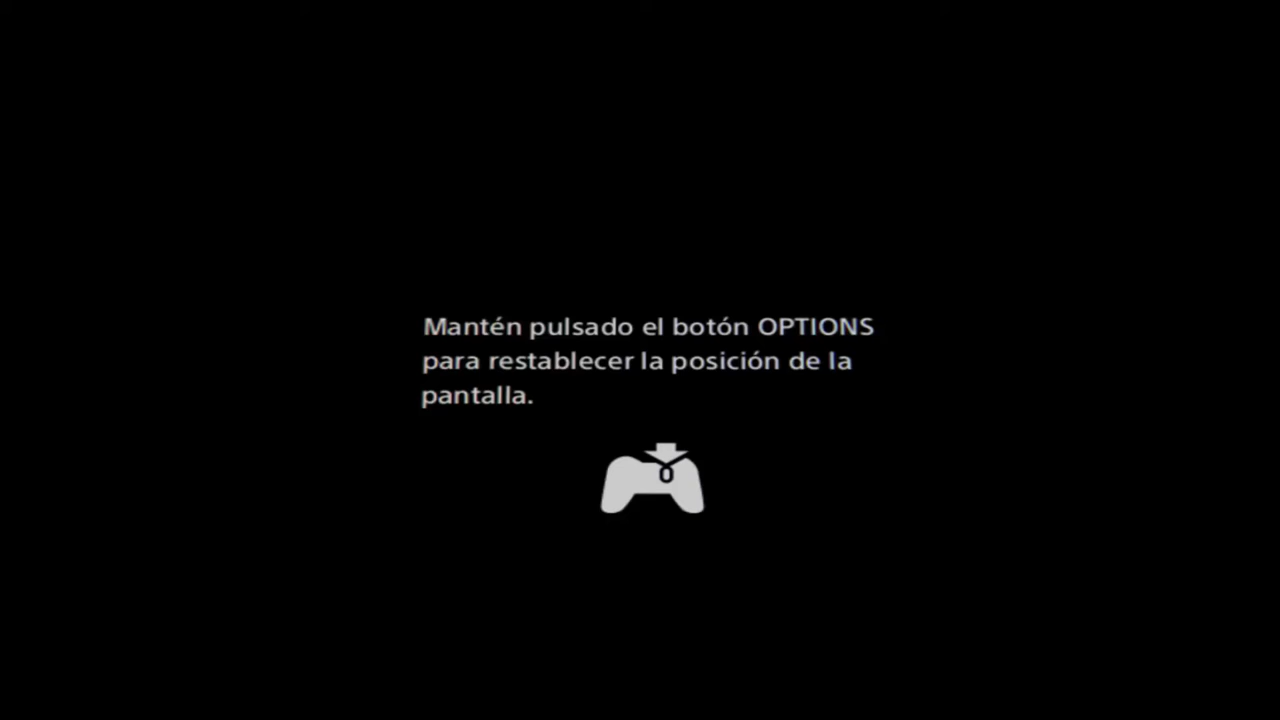 Mantén pulsado el botón OPTIONS
para restablecer la posición de la
pantalla.